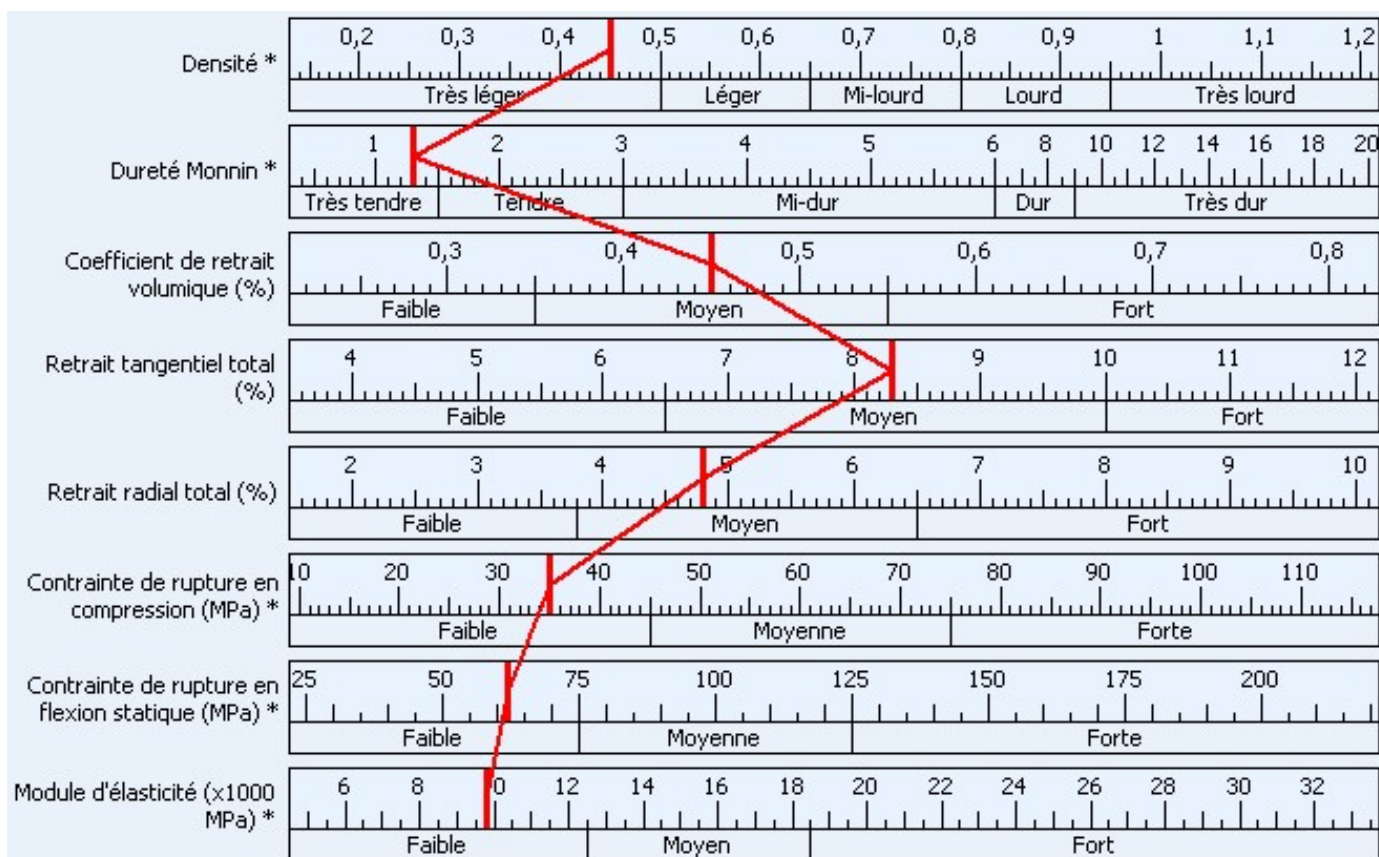 0,2 0,3 0,4 0,5 0,6 0,7 0,8 0,9 1 1,1 1,2
Densité *
Très léger Léger Mi-lourd Lourd Très lourd
1 2 3 4 5 6 8 10 12 14 16 18 20
Dureté Monnin *
Très tendre Tendre Mi-dur Dur Très dur
0,3 0,4 0,5 0,6 0,7 0,8
Coefficient de retrait
volumique (%)
Faible Moyen Fort
4 5 6 7 8 9 10 11 12
Retrait tangentiel total
(%)
Faible Moyen Fort
2 3 4 5 6 7 8 9 10
Retrait radial total (%)
Faible Moyen Fort
10 20 30 40 50 60 70 80 90 100 110
Contrainte de rupture en
compression (MPa) *
Faible Moyenne Forte
25 50 75 100 125 150 175 200
Contrainte de rupture en
flexion statique (MPa) *
Faible Moyenne Forte
6 8 0 12 14 16 18 20 22 24 26 28 30 32
Module d'élasticité (x1000
MPa) *
Faible Moyen Fort